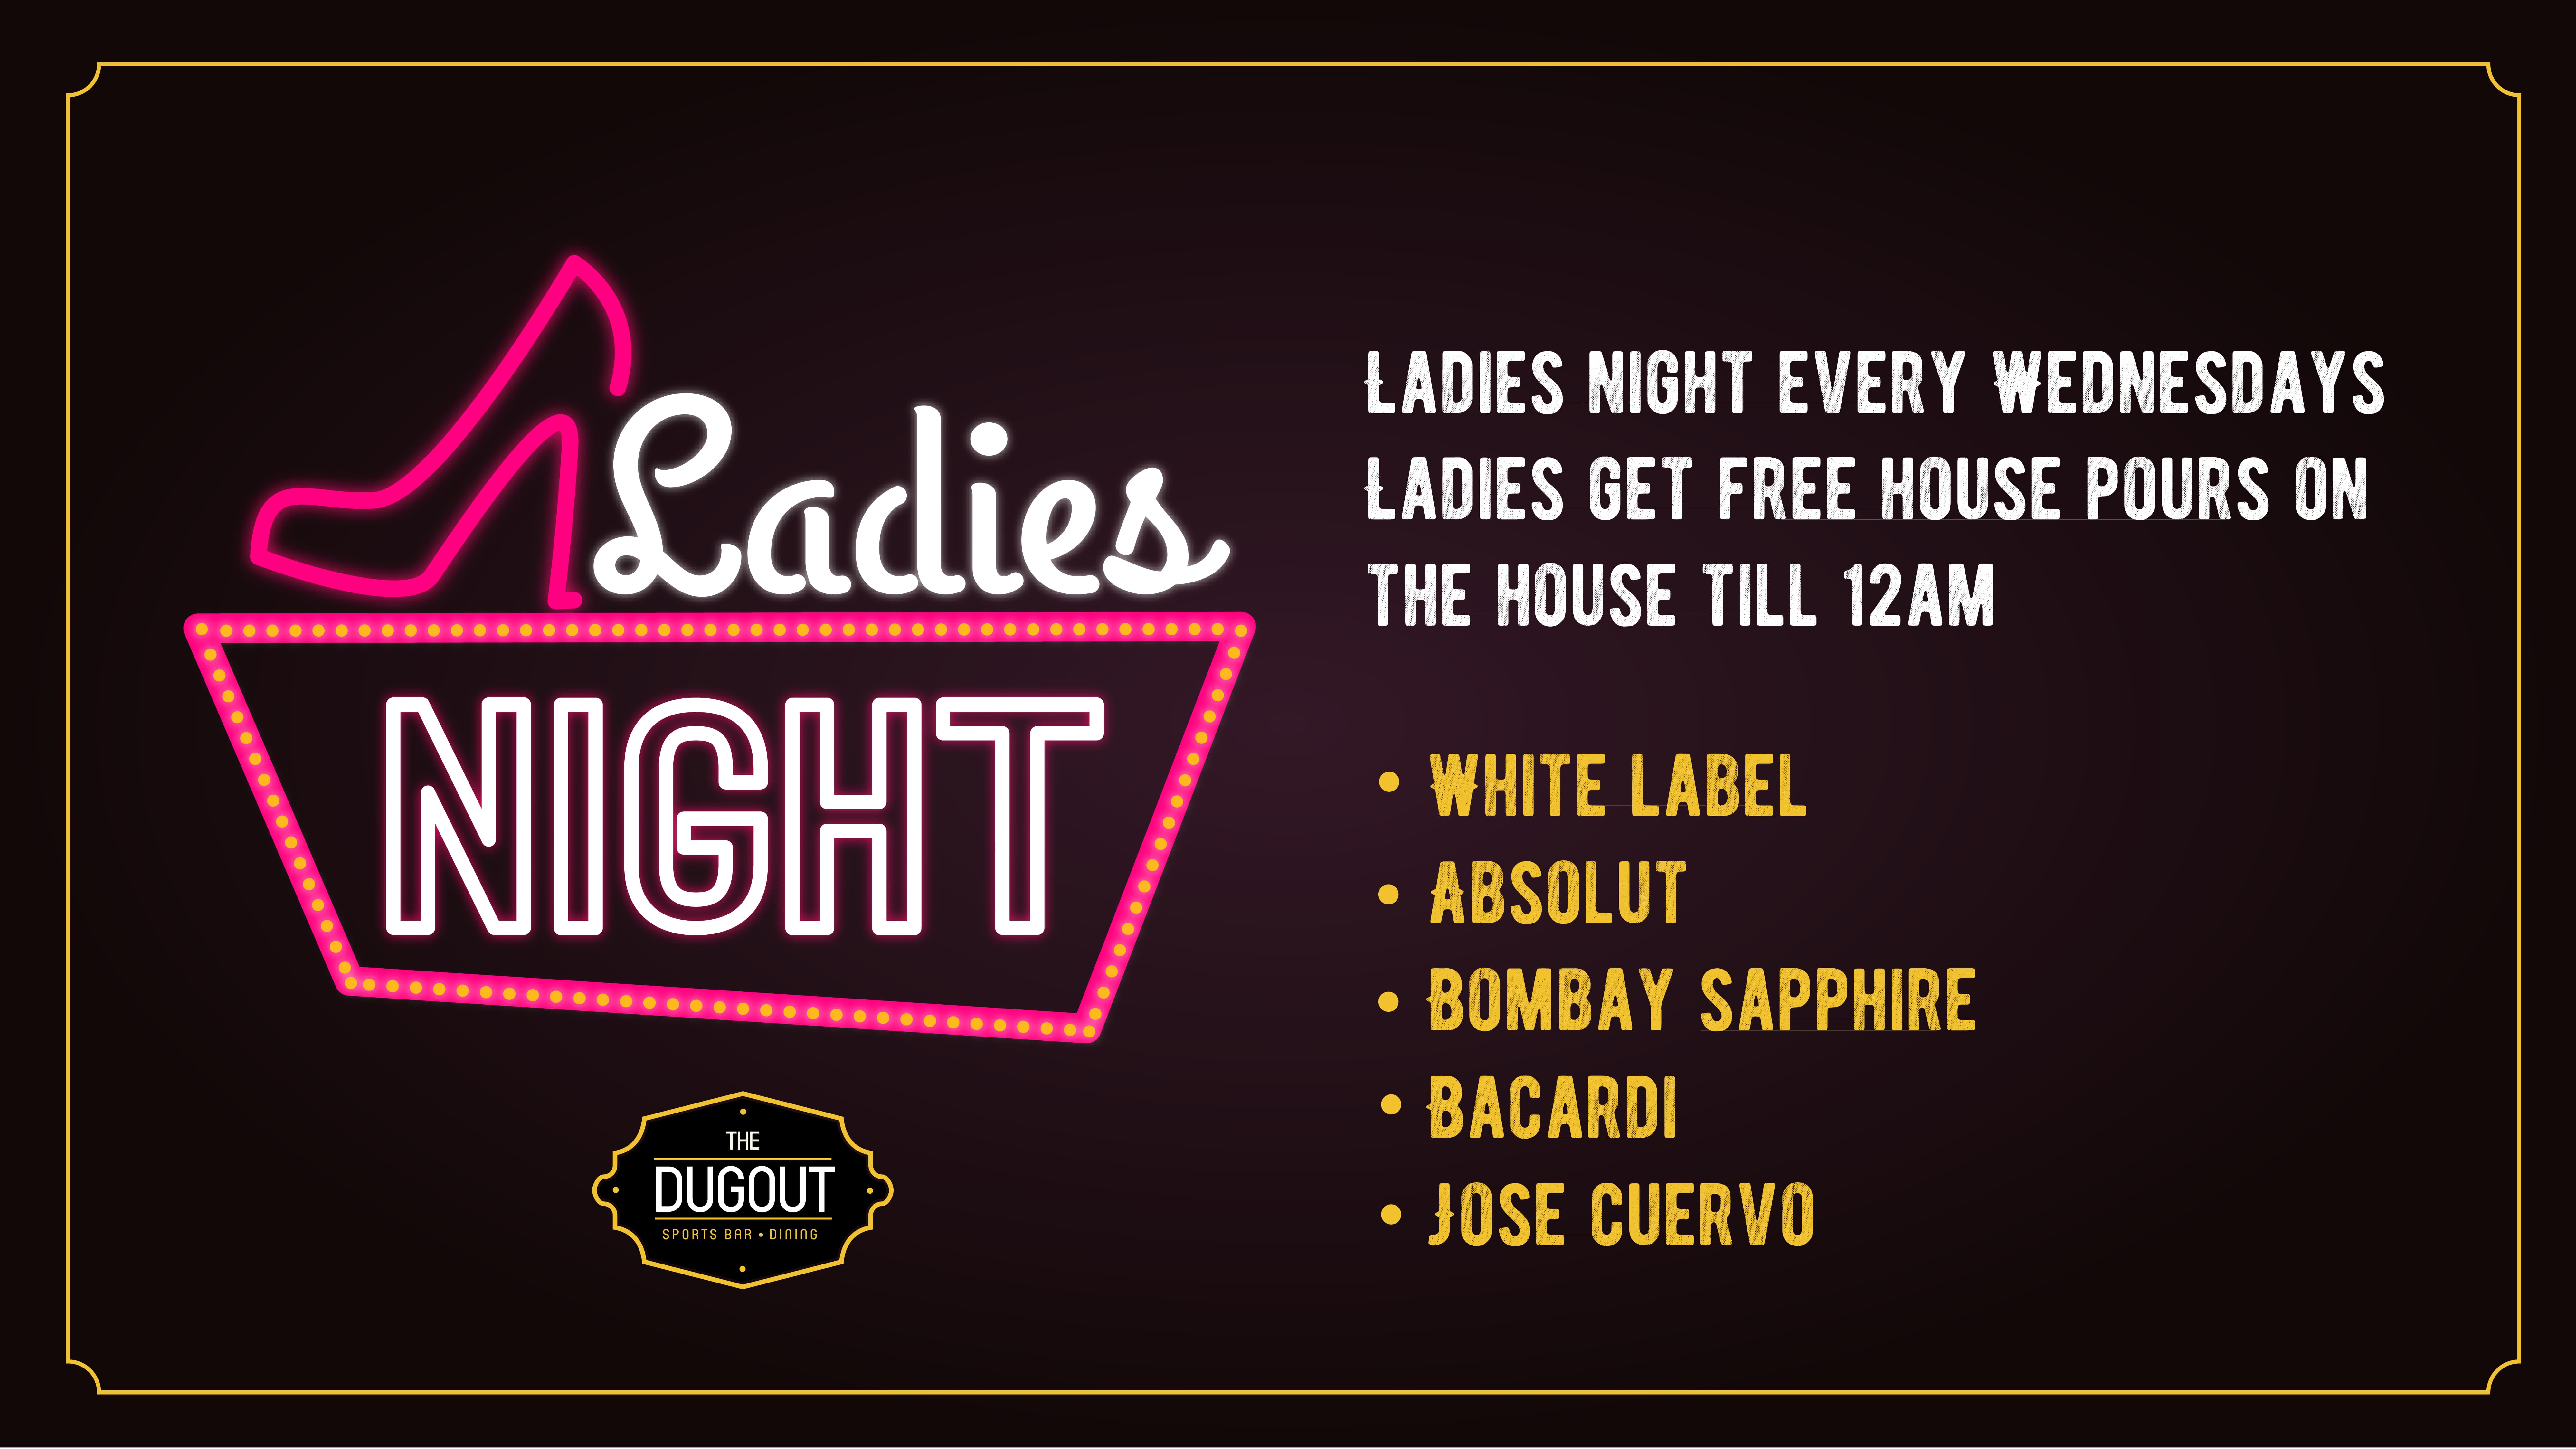 Ladies
NIGHT
THE
DUGOUT
SPORTS BAR • DINING
LADIES NIGHT EVERY WEDNESDAYS
LADIES GET FREE HOUSE POURS ON
THE HOUSE TILL 12AM
• WHITE LABEL
• ABSOLUT
• BOMBAY SAPPHIRE
• BACARDI
• JOSE CUERVO